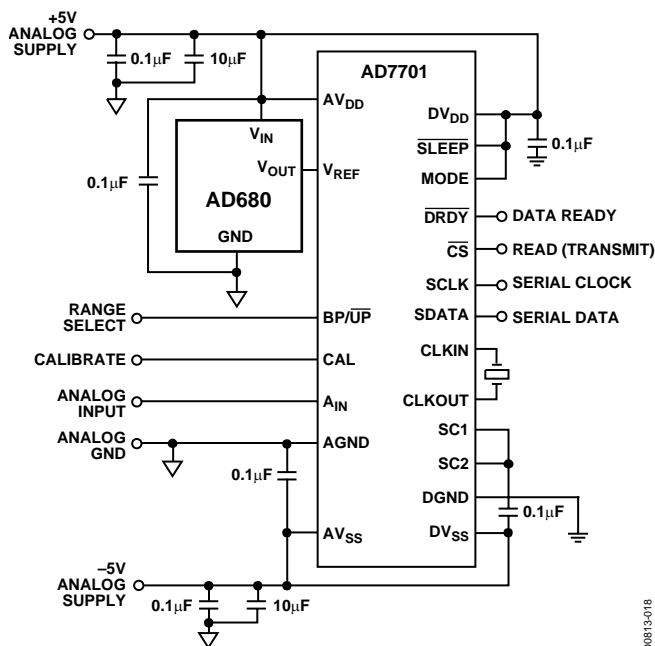 +5V
ANALOG
SUPPLY
0.1µF
10µF
AD7701
AVDD
DVDD
VIN
SLEEP
0.1µF
VOUT
VREF
MODE
0.1µF
AD680
DRDY
DATA READY
GND
CS
READ (TRANSMIT)
SCLK
SERIAL CLOCK
RANGE
SELECT
BP/UP
SDATA
SERIAL DATA
CALIBRATE
CAL
CLKIN
ANALOG
INPUT
AIN
CLKOUT
ANALOG
GND
AGND
SC1
0.1µF
SC2
DGND
0.1µF
AVSS
DVSS
–5V
ANALOG
SUPPLY
0.1µF
10µF
00813-018